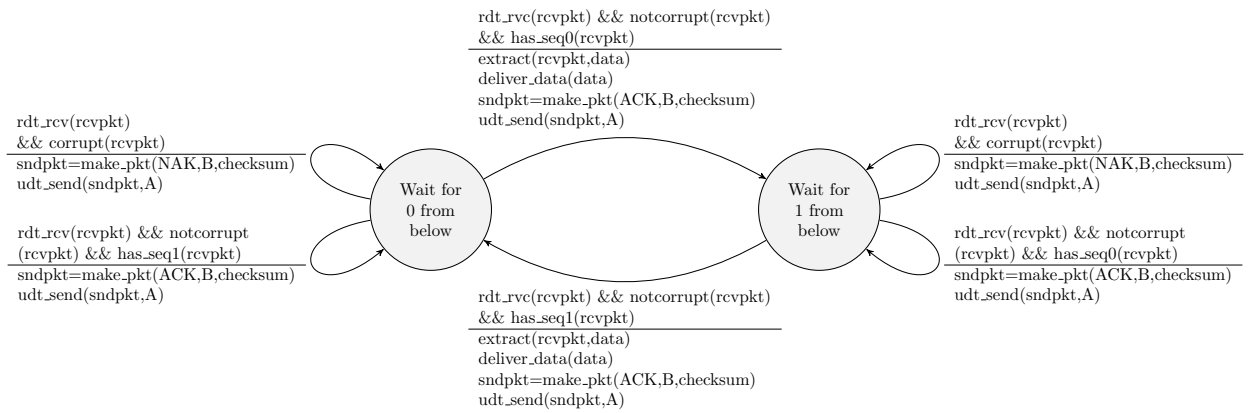 rdt_rvc(rcvpkt) && notcorrupt(rcvpkt)
&& has_seq0(rcvpkt)
extract(rcvpkt,data)
deliver_data(data)
sndpkt=make_pkt(ACK,B,checksum)
udt_send(sndpkt,A)
rdt_rcv(rcvpkt)
&& corrupt(rcvpkt)
sndpkt=make_pkt(NAK,B,checksum)
udt_send(sndpkt,A)
rdt_rcv(rcvpkt) && notcorrupt
(rcvpkt) && has_seq1(rcvpkt)
sndpkt=make_pkt(ACK,B,checksum)
udt_send(sndpkt,A)
Wait for
0 from
below
Wait for
1 from
below
rdt_rcv(rcvpkt)
&& corrupt(rcvpkt)
sndpkt=make_pkt(NAK,B,checksum)
udt_send(sndpkt,A)
rdt_rcv(rcvpkt) && notcorrupt
(rcvpkt) && has_seq0(rcvpkt)
sndpkt=make_pkt(ACK,B,checksum)
udt_send(sndpkt,A)
rdt_rvc(rcvpkt) && notcorrupt(rcvpkt)
&& has_seq1(rcvpkt)
extract(rcvpkt,data)
deliver_data(data)
sndpkt=make_pkt(ACK,B,checksum)
udt_send(sndpkt,A)